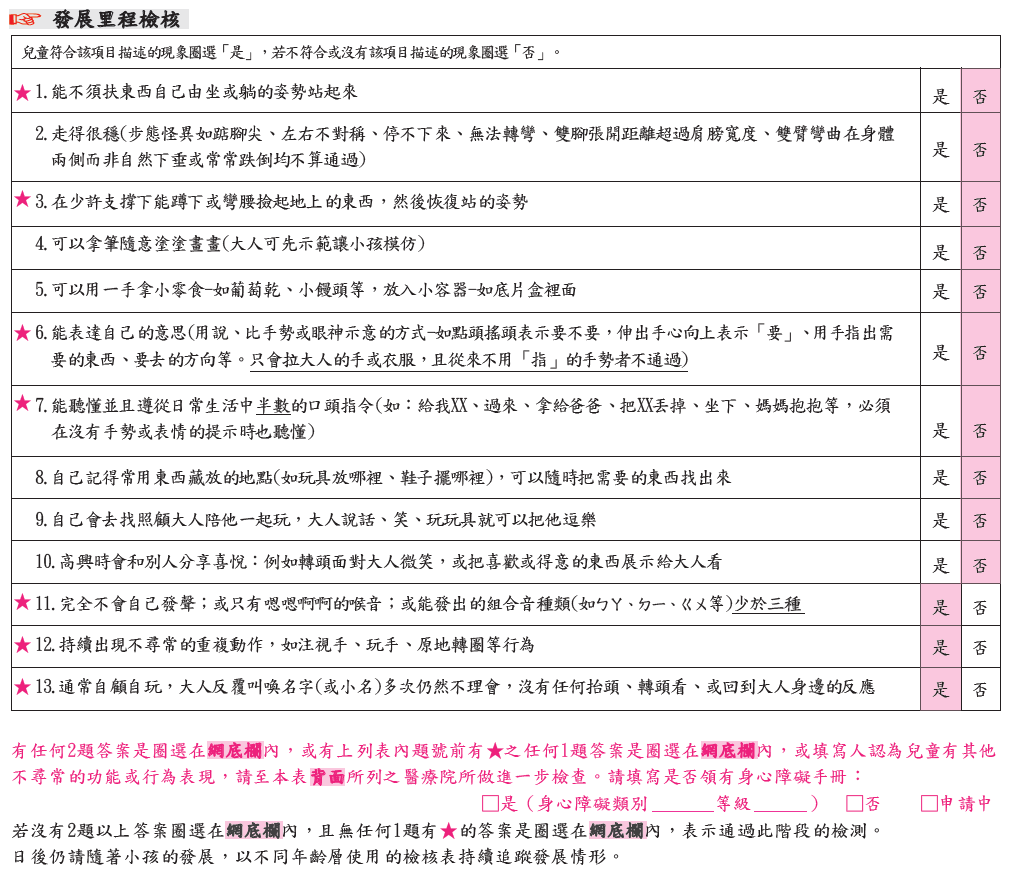 ☞ 發展里程檢核
兒童符合該項目描述的現象圈選「是」，若不符合或沒有該項目描述的現象圈選「否」。
★ 1. 能不須扶東西自己由坐或躺的姿勢站起來 是 否
2. 走得很穩(步態怪異如踮腳尖、左右不對稱、停不下來、無法轉彎、雙腳張開距離超過肩膀寬度、雙臂彎曲在身體
兩側而非自然下垂或常常跌倒均不算通過) 是 否
★ 3. 在少許支撐下能蹲下或彎腰撿起地上的東西，然後恢復站的姿勢 是 否
4. 可以拿筆隨意塗塗畫畫(大人可先示範讓小孩模仿) 是 否
5. 可以用一手拿小零食-如葡萄乾、小饅頭等，放入小容器-如底片盒裡面 是 否
★ 6. 能表達自己的意思(用說、比手勢或眼神示意的方式-如點頭搖頭表示要不要，伸出手心向上表示「要」、用手指出需
要的東西、要去的方向等。只會拉大人的手或衣服，且從來不用「指」的手勢者不通過) 是 否
★ 7. 能聽懂並且遵從日常生活中半數的口頭指令(如：給我XX、過來、拿給爸爸、把XX丟掉、坐下、媽媽抱抱等，必須
在沒有手勢或表情的提示時也聽懂) 是 否
8. 自己記得常用東西藏放的地點(如玩具放哪裡、鞋子擺哪裡)，可以隨時把需要的東西找出來 是 否
9. 自己會去找照顧大人陪他一起玩，大人說話、笑、玩玩具就可以把他逗樂 是 否
10. 高興時會和別人分享喜悅：例如轉頭面對大人微笑，或把喜歡或得意的東西展示給大人看 是 否
★ 11. 完全不會自己發聲；或只有嗯嗯啊啊的喉音；或能發出的組合音種類(如ㄅㄚ、ㄉㄧ、ㄍㄨ等)少於三種 是 否
★ 12. 持續出現不尋常的重複動作，如注視手、玩手、原地轉圈等行為 是 否
★ 13. 通常自顧自玩，大人反覆叫喚名字(或小名)多次仍然不理會，沒有任何抬頭、轉頭看、或回到大人身邊的反應 是 否
有任何2題答案是圈選在網底欄內，或有上列表內題號前有★之任何1題答案是圈選在網底欄內，或填寫人認為兒童有其他
不尋常的功能或行為表現，請至本表背面所列之醫療院所做進一步檢查。請填寫是否領有身心障礙手冊：
□是（身心障礙類別______等級______） □否 □申請中
若沒有2題以上答案圈選在網底欄內，且無任何1題有★的答案是圈選在網底欄內，表示通過此階段的檢測。
日後仍請隨著小孩的發展，以不同年齡層使用的檢核表持續追蹤發展情形。